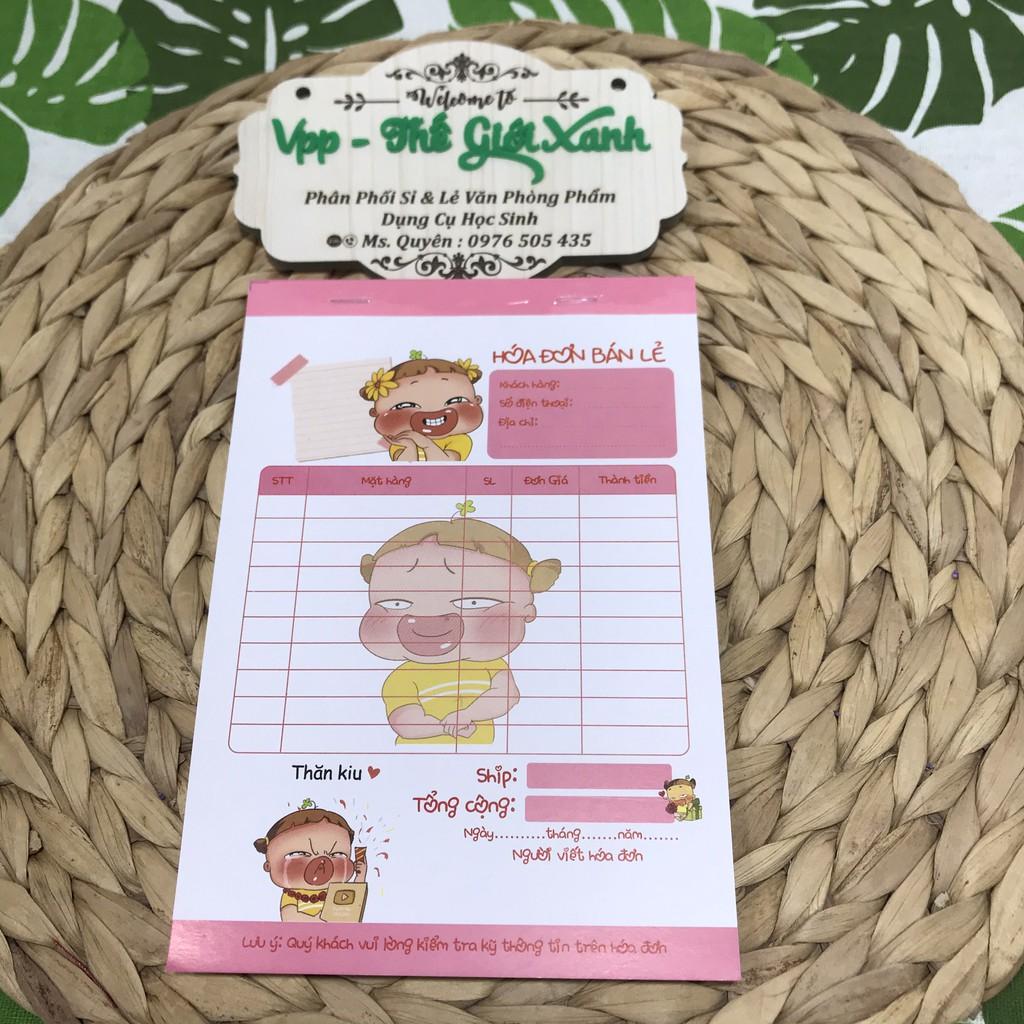 Welcome to
Vpp - Thế Giới Xanh
Phân Phối Sỉ & Lẻ Văn Phòng Phẩm
Dụng Cụ Học Sinh
Ms. Quyên : 0976 505 435
HÓA ĐƠN BÁN LẺ
Khách hàng:
Số điện thoại:
Địa chỉ:
STT Mặt hàng SL Đơn Giá Thành tiền
Thăn kiu
Ship:
Tổng cộng:
Ngày..........tháng.......năm.......
Người viết hóa đơn
Lưu ý: Quý khách vui lòng kiểm tra kỹ thông tin trên hóa đơn